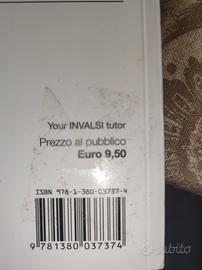 Your INVALSI tutor
Prezzo al pubblico
Euro 9,50
ISBN 978-1-380-03737-4
9 781380 037374
subito